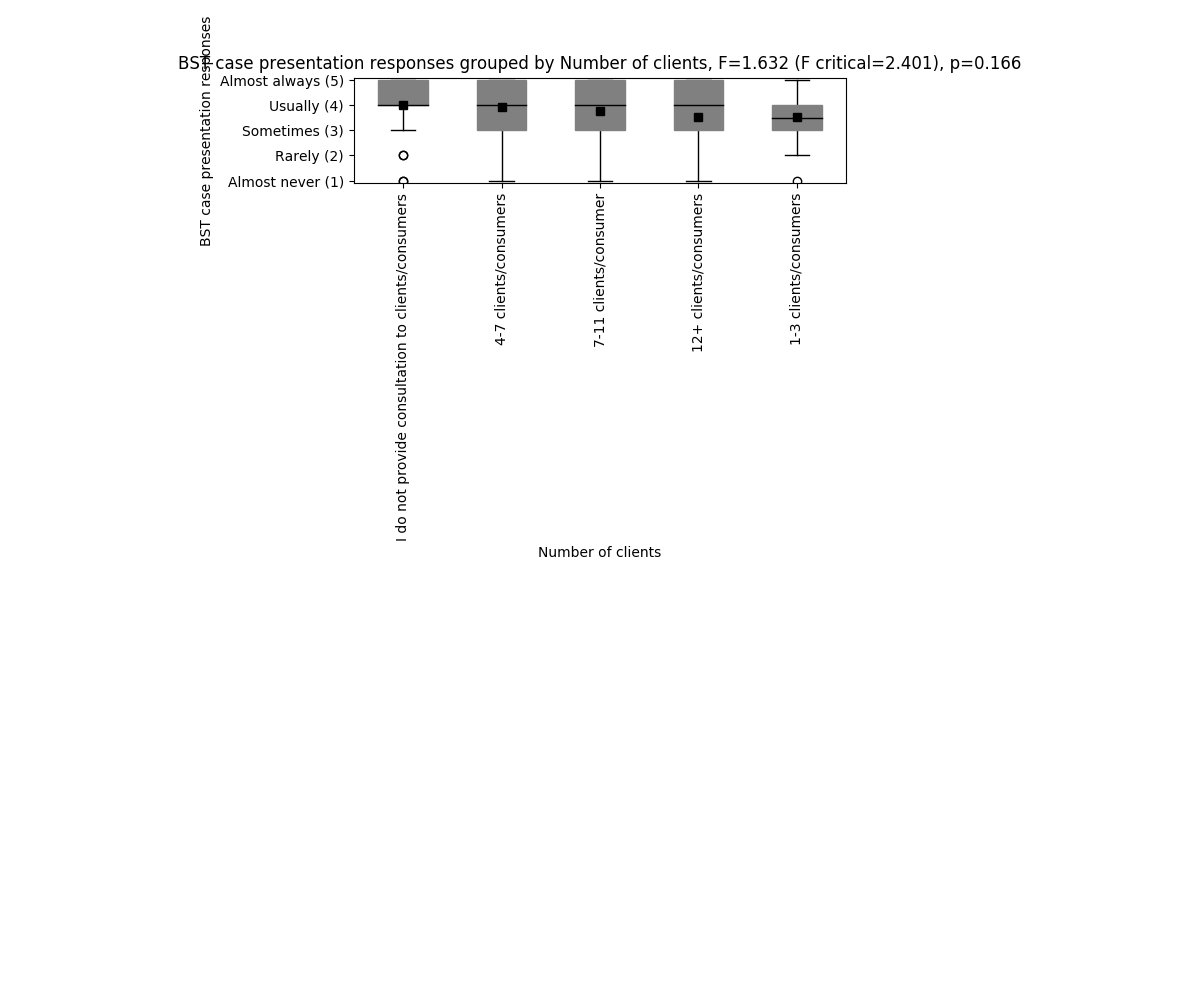 BST case presentation responses grouped by Number of clients, F=1.632 (F critical=2.401), p=0.166
BST case presentation responses
Almost always (5)
Usually (4)
Sometimes (3)
Rarely (2)
Almost never (1)
I do not provide consultation to clients/consumers
4-7 clients/consumers
7-11 clients/consumer
12+ clients/consumers
1-3 clients/consumers
Number of clients